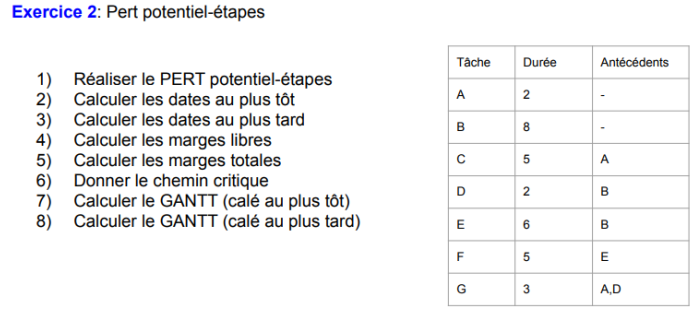 Exercice 2: Pert potentiel-étapes
1) Réaliser le PERT potentiel-étapes
2) Calculer les dates au plus tôt
3) Calculer les dates au plus tard
4) Calculer les marges libres
5) Calculer les marges totales
6) Donner le chemin critique
7) Calculer le GANTT (calé au plus tôt)
8) Calculer le GANTT (calé au plus tard)
Tâche Durée Antécédents
A 2 -
B 8 -
C 5 A
D 2 B
E 6 B
F 5 E
G 3 A,D